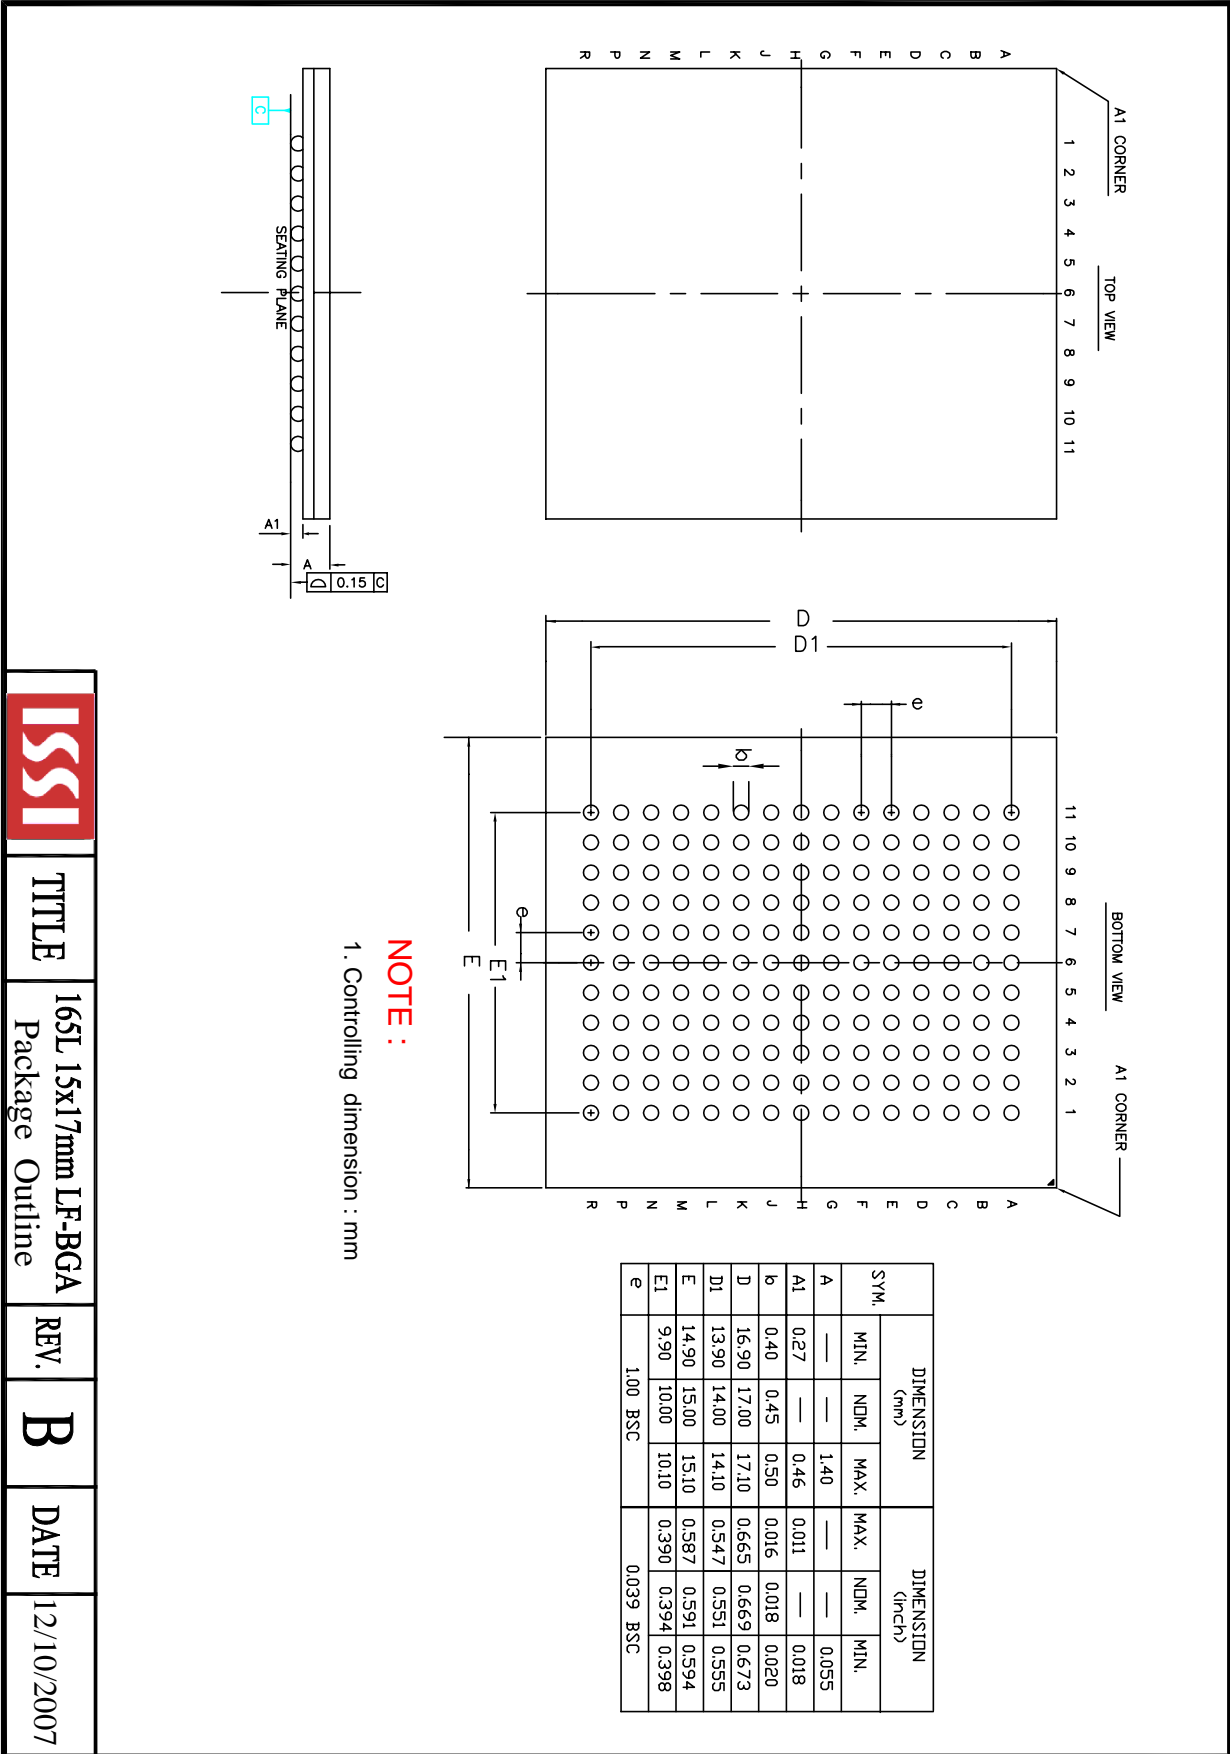 A1 CORNER
TOP VIEW
1 2 3 4 5 6 7 8 9 10 11
A
B
C
D
E
F
G
H
J
K
L
M
N
P
R
BOTTOM VIEW
A1 CORNER
11 10 9 8 7 6 5 4 3 2 1
A
B
C
D
E
F
G
H
J
K
L
M
N
P
R
D
D1
e
b
e
E1
E
C
SEATING PLANE
A1
A
0.15 C
NOTE :
1. Controlling dimension : mm
SYM. DIMENSION (mm) DIMENSION (inch)
MIN. NOM. MAX. MAX. NOM. MIN.
A — — 1.40 — — 0.055
A1 0.27 — 0.46 0.011 — 0.018
b 0.40 0.45 0.50 0.016 0.018 0.020
D 16.90 17.00 17.10 0.665 0.669 0.673
D1 13.90 14.00 14.10 0.547 0.551 0.555
E 14.90 15.00 15.10 0.587 0.591 0.594
E1 9.90 10.00 10.10 0.390 0.394 0.398
e 1.00 BSC 0.039 BSC
ISSI
TITLE
165L 15x17mm LF-BGA
Package Outline
REV.
B
DATE
12/10/2007